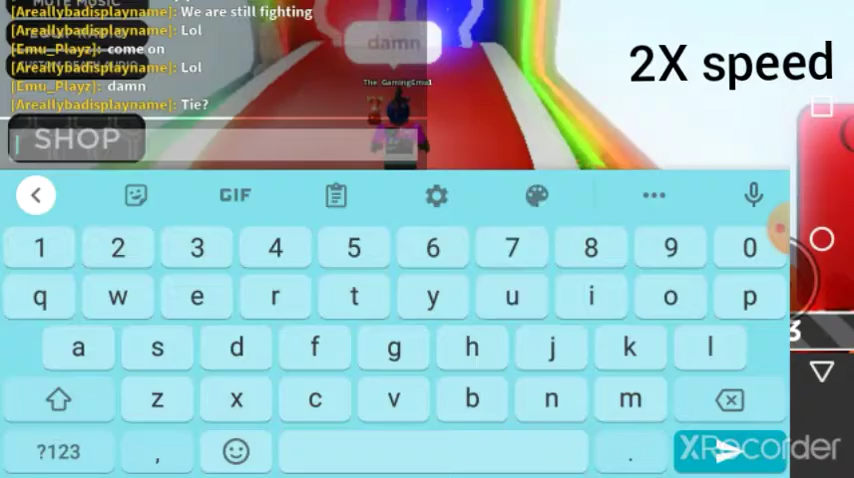 MUTE MUSIC
[Areallybadisplayname]: We are still fighting
[Areallybadisplayname]: Lol
[Emu_Playz]: come on
[Areallybadisplayname]: Lol
[Emu_Playz]: damn
[Areallybadisplayname]: Tie?
damn
The_GamingEmu1
2X speed
SHOP
GIF
1 2 3 4 5 6 7 8 9 0
q w e r t y u i o p
a s d f g h j k l
z x c v b n m
?123 , .
XRecorder
3